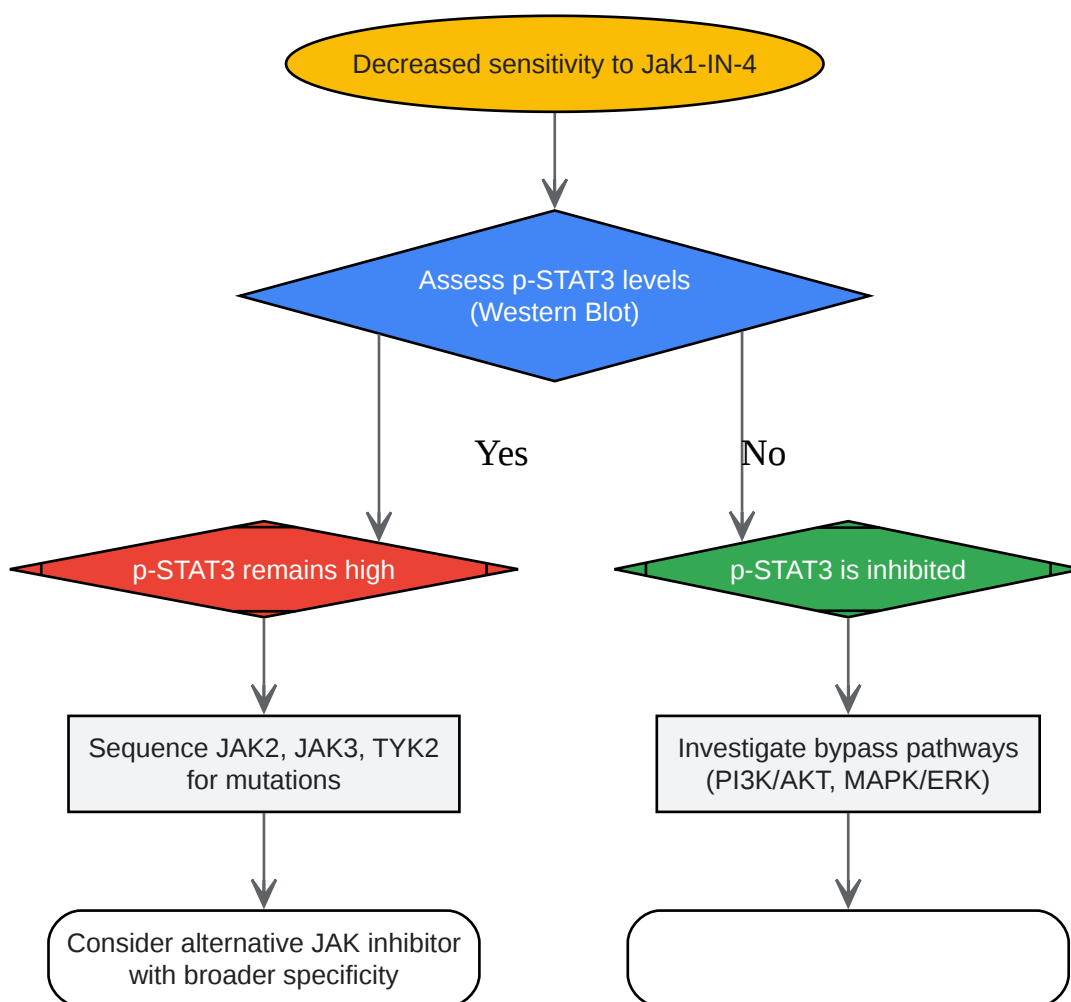 Decreased sensitivity to Jak1-IN-4
Assess p-STAT3 levels
(Western Blot)
Yes
No
p-STAT3 remains high
p-STAT3 is inhibited
Sequence JAK2, JAK3, TYK2
for mutations
Investigate bypass pathways
(PI3K/AKT, MAPK/ERK)
Consider alternative JAK inhibitor
with broader specificity